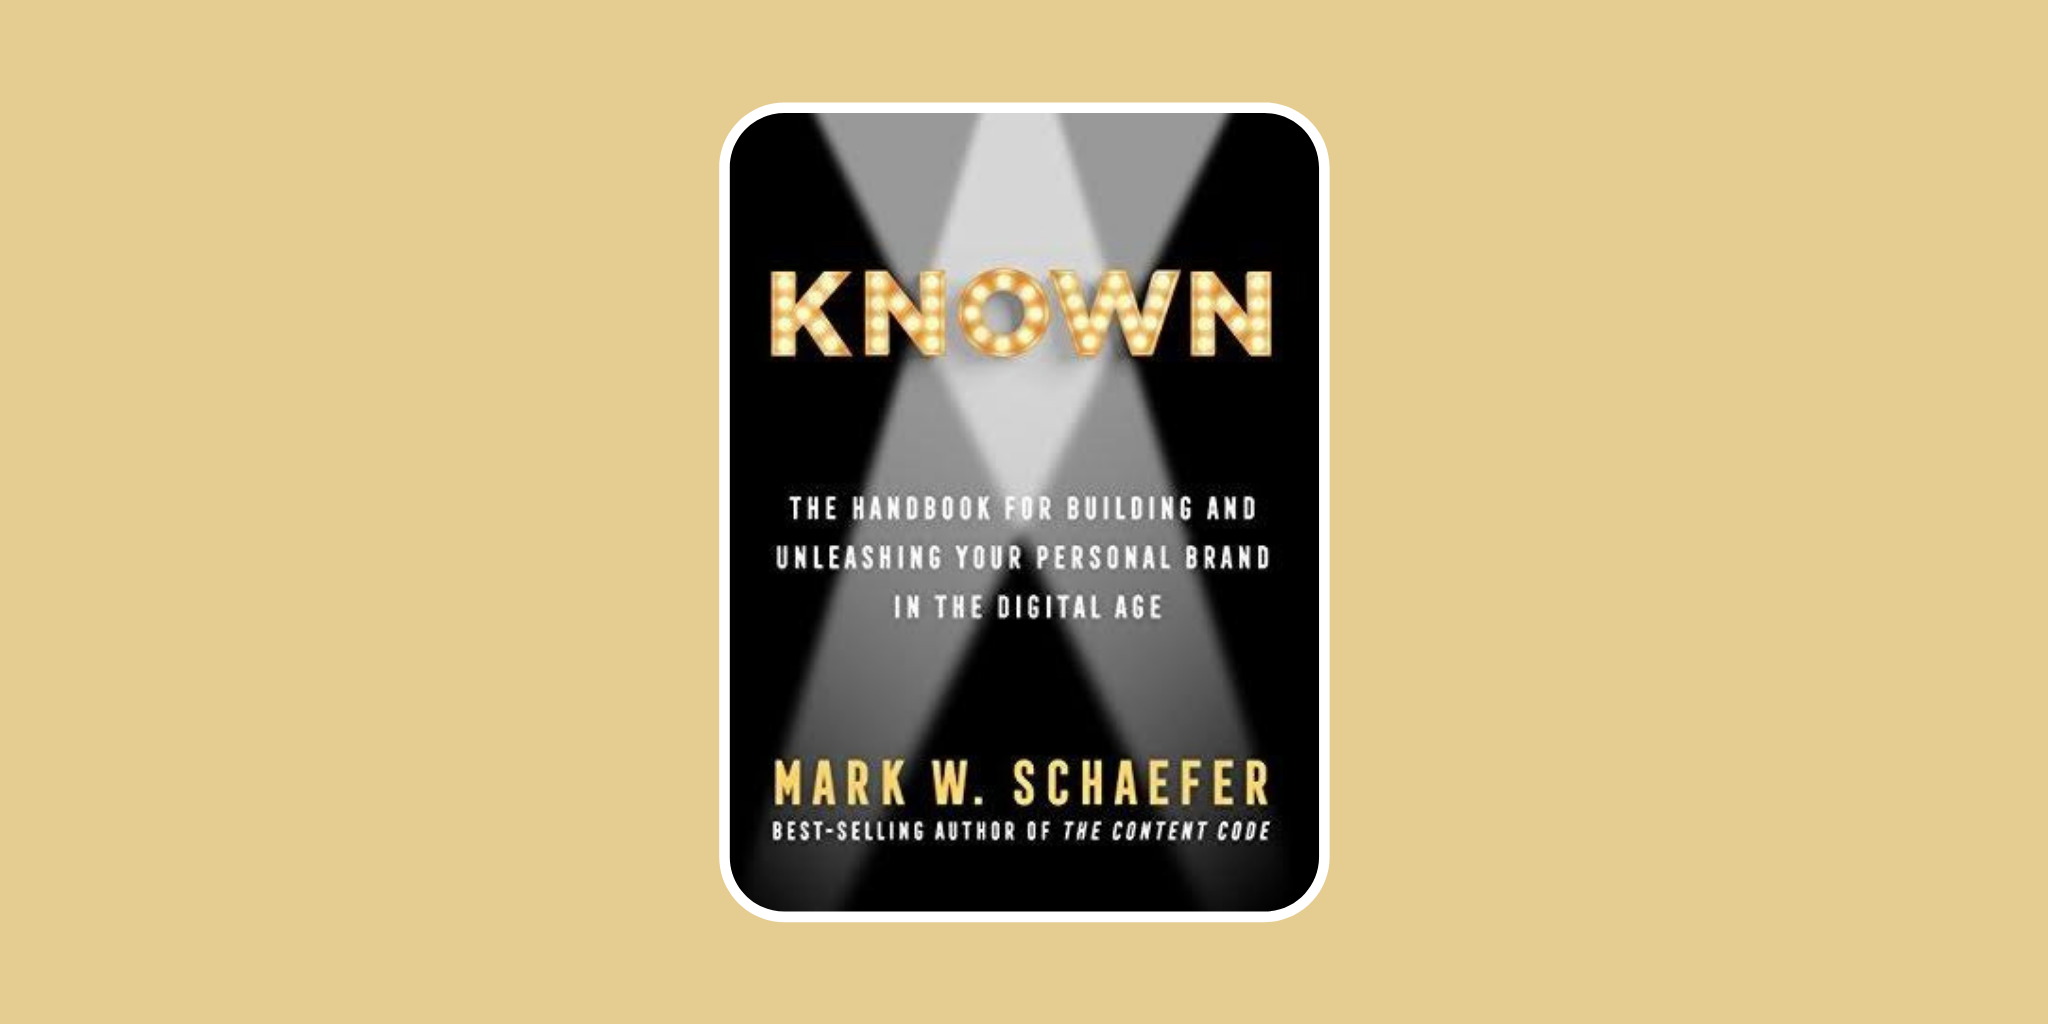 KNOWN
THE HANDBOOK FOR BUILDING AND
UNLEASHING YOUR PERSONAL BRAND
IN THE DIGITAL AGE
MARK W. SCHAEFER
BEST-SELLING AUTHOR OF THE CONTENT CODE